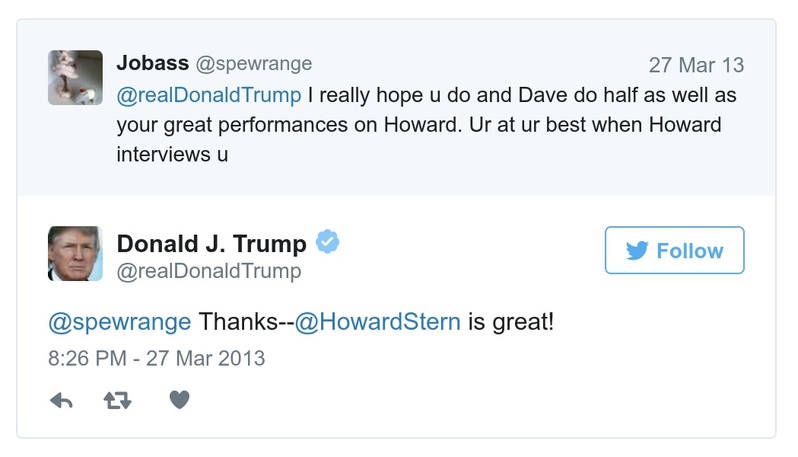 Jobass @spewrange 27 Mar 13
@realDonaldTrump I really hope u do and Dave do half as well as
your great performances on Howard. Ur at ur best when Howard
interviews u
Donald J. Trump
@realDonaldTrump
Follow
@spewrange Thanks--@HowardStern is great!
8:26 PM - 27 Mar 2013